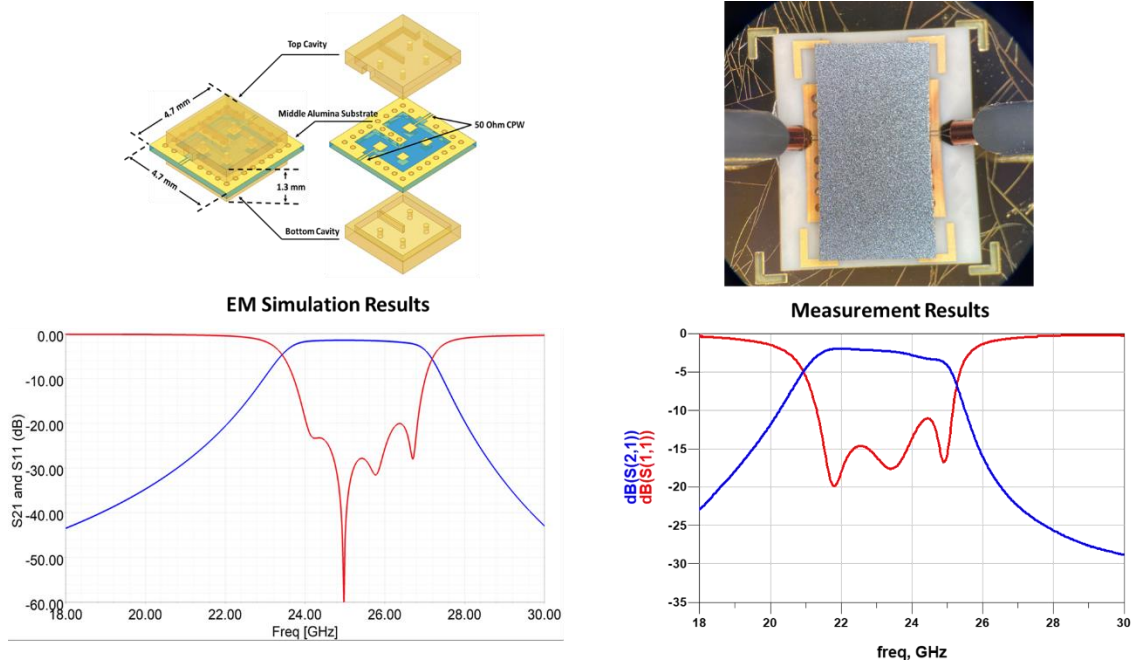 Top Cavity
4.7 mm
Middle Alumina Substrate
50 Ohm CPW
4.7 mm
1.3 mm
Bottom Cavity
EM Simulation Results
0.00
-10.00
-20.00
-30.00
-40.00
-50.00
-60.00
S21 and S11 (dB)
18.00 20.00 22.00 24.00 26.00 28.00 30.00
Freq [GHz]
Measurement Results
0
-5
-10
-15
-20
-25
-30
-35
dB(S(2,1))
dB(S(1,1))
18 20 22 24 26 28 30
freq, GHz